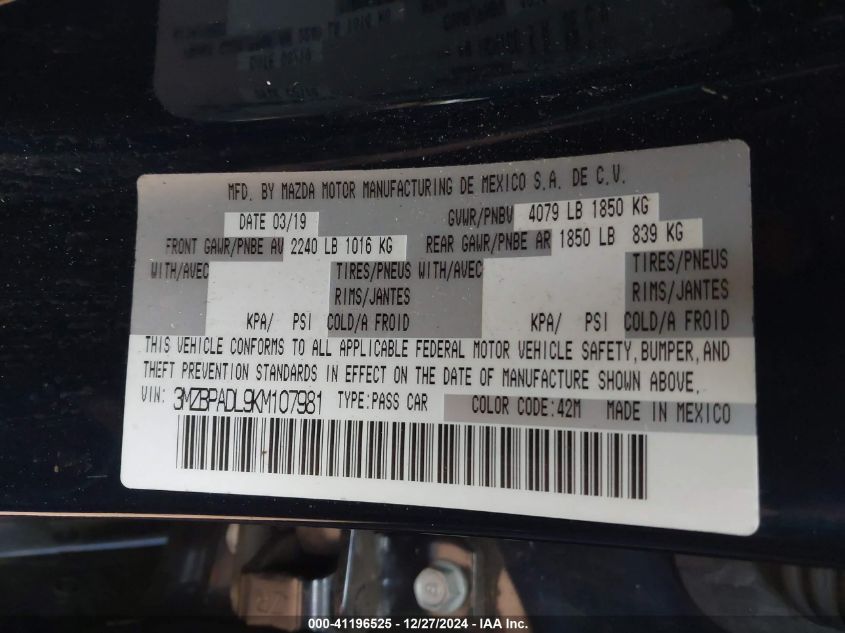 MFD. BY MAZDA MOTOR MANUFACTURING DE MEXICO S.A. DE C.V.
DATE 03/19 GVWR/PNBV 4079 LB 1850 KG
FRONT GAWR/PNBE AV 2240 LB 1016 KG REAR GAWR/PNBE AR 1850 LB 839 KG
WITH/AVEC TIRES/PNEUS WITH/AVEC TIRES/PNEUS
RIMS/JANTES RIMS/JANTES
KPA/ PSI COLD/A FROID KPA/ PSI COLD/A FROID
THIS VEHICLE CONFORMS TO ALL APPLICABLE FEDERAL MOTOR VEHICLE SAFETY, BUMPER, AND
THEFT PREVENTION STANDARDS IN EFFECT ON THE DATE OF MANUFACTURE SHOWN ABOVE.
VIN: 3MZBPADL9KM107981 TYPE:PASS CAR COLOR CODE:42M MADE IN MEXICO
000-41196525 - 12/27/2024 - IAA Inc.